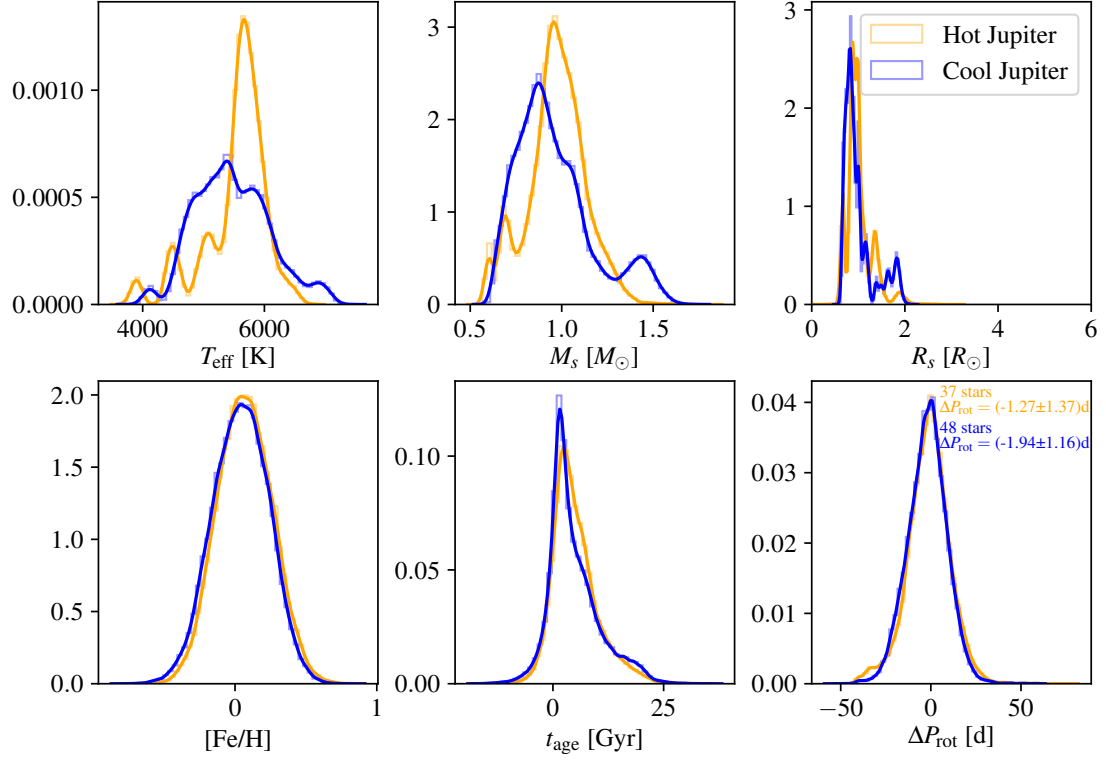 0.0010
0.0005
0.0000
4000 6000
T_eff [K]
3
2
1
0
0.5 1.0 1.5
M_s [M_⊙]
3
2
1
0
0 2 4 6
R_s [R_⊙]
Hot Jupiter
Cool Jupiter
2.0
1.5
1.0
0.5
0.0
0 1
[Fe/H]
0.10
0.05
0.00
0 25
t_age [Gyr]
0.04
0.03
0.02
0.01
0.00
−50 0 50
ΔP_rot [d]
37 stars
ΔP_rot = (-1.27±1.37)d
48 stars
ΔP_rot = (-1.94±1.16)d